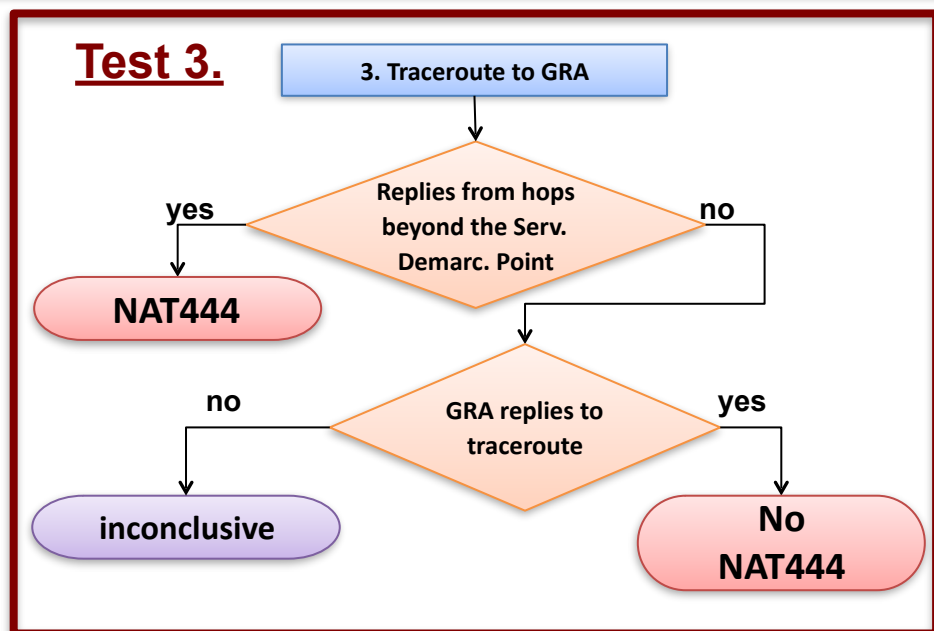 Test 3.
3. Traceroute to GRA
Replies from hops
beyond the Serv.
Demarc. Point
yes
no
NAT444
GRA replies to
traceroute
no
yes
inconclusive
No
NAT444